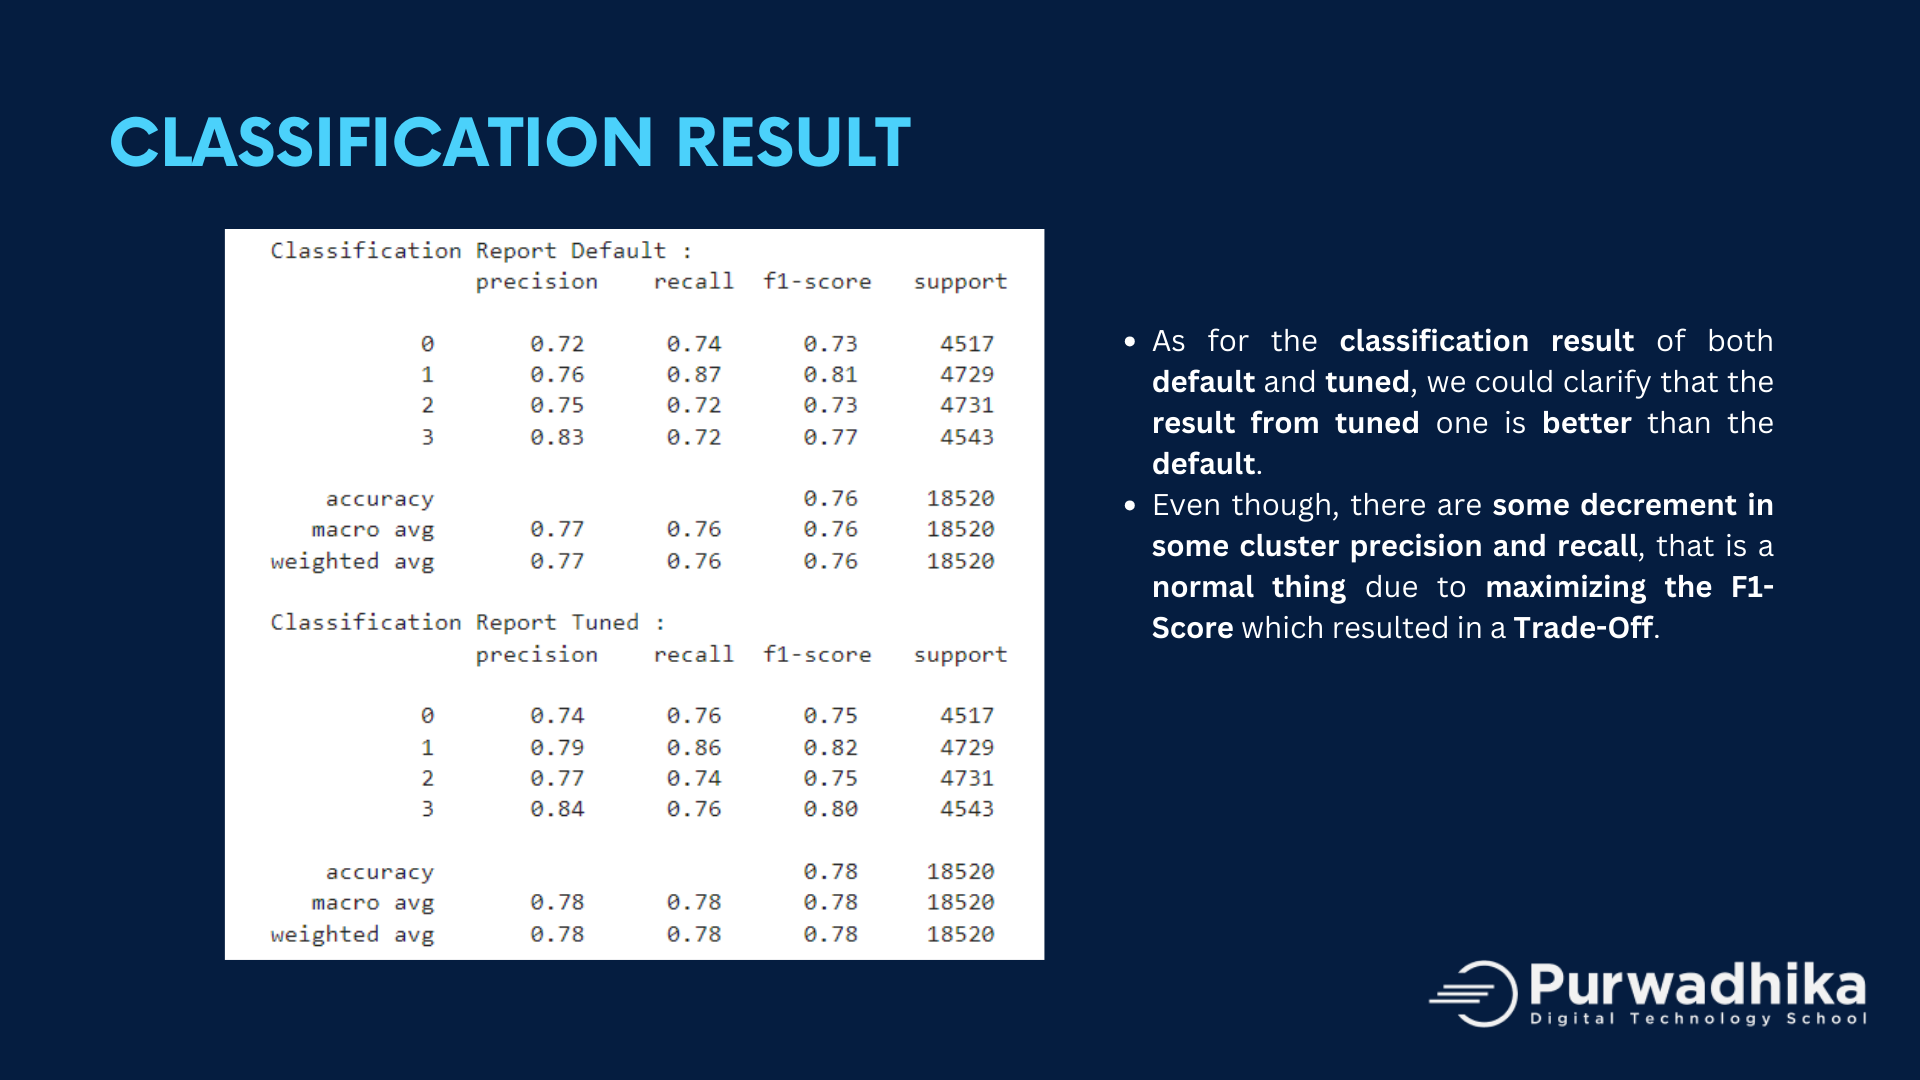 CLASSIFICATION RESULT
Classification Report Default :
precision recall f1-score support
0 0.72 0.74 0.73 4517
1 0.76 0.87 0.81 4729
2 0.75 0.72 0.73 4731
3 0.83 0.72 0.77 4543
accuracy 0.76 18520
macro avg 0.77 0.76 0.76 18520
weighted avg 0.77 0.76 0.76 18520
Classification Report Tuned :
precision recall f1-score support
0 0.74 0.76 0.75 4517
1 0.79 0.86 0.82 4729
2 0.77 0.74 0.75 4731
3 0.84 0.76 0.80 4543
accuracy 0.78 18520
macro avg 0.78 0.78 0.78 18520
weighted avg 0.78 0.78 0.78 18520
• As for the classification result of both
default and tuned, we could clarify that the
result from tuned one is better than the
default.
• Even though, there are some decrement in
some cluster precision and recall, that is a
normal thing due to maximizing the F1-
Score which resulted in a Trade-Off.
Purwadhika
Digital Technology School